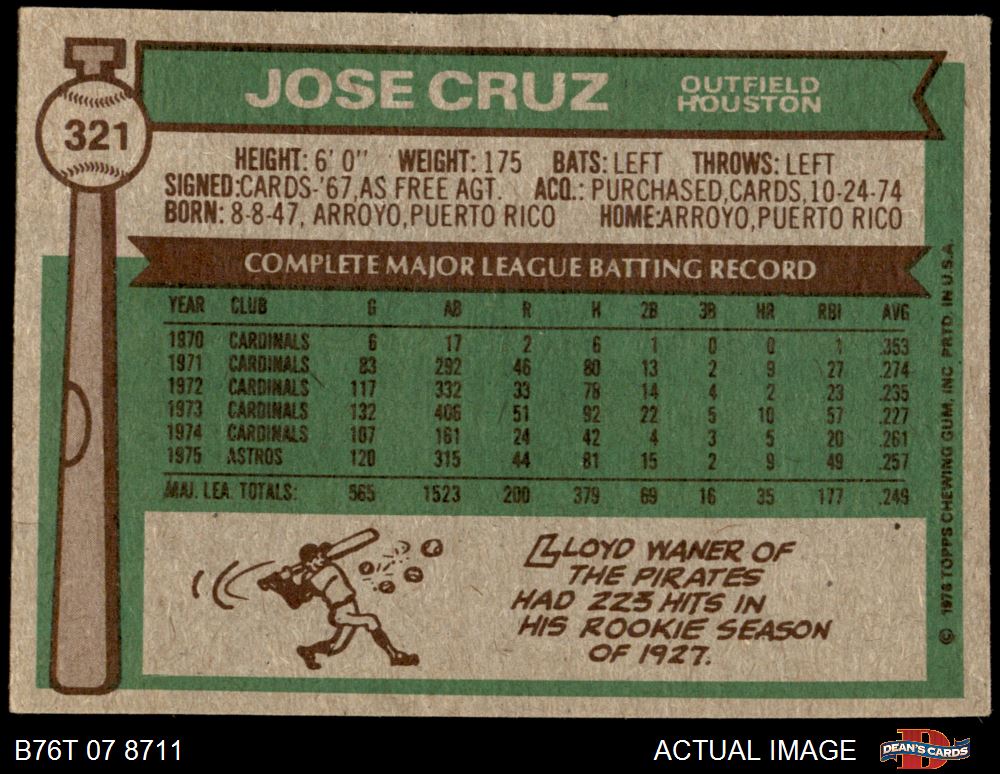 JOSE CRUZ
OUTFIELD
HOUSTON
321
HEIGHT: 6' 0" WEIGHT: 175 BATS: LEFT THROWS: LEFT
SIGNED:CARDS-'67,AS FREE AGT. ACQ.: PURCHASED,CARDS,10-24-74
BORN: 8-8-47, ARROYO,PUERTO RICO HOME:ARROYO,PUERTO RICO
COMPLETE MAJOR LEAGUE BATTING RECORD
YEAR CLUB G AB R H 2B 3B HR RBI AVG
1970 CARDINALS 6 17 2 6 1 0 0 1 .353
1971 CARDINALS 83 292 46 80 13 2 9 27 .274
1972 CARDINALS 117 332 33 78 14 4 2 23 .235
1973 CARDINALS 132 406 51 92 22 5 10 57 .227
1974 CARDINALS 107 161 24 42 4 3 5 20 .261
1975 ASTROS 120 315 44 81 15 2 9 49 .257
MAJ. LEA. TOTALS: 565 1523 200 379 69 16 35 177 .249
LLOYD WANER OF
THE PIRATES
HAD 223 HITS IN
HIS ROOKIE SEASON
OF 1927.
© 1976 TOPPS CHEWING GUM, INC. PRTD. IN U.S.A.
B76T 07 8711
ACTUAL IMAGE
DEAN'S CARDS